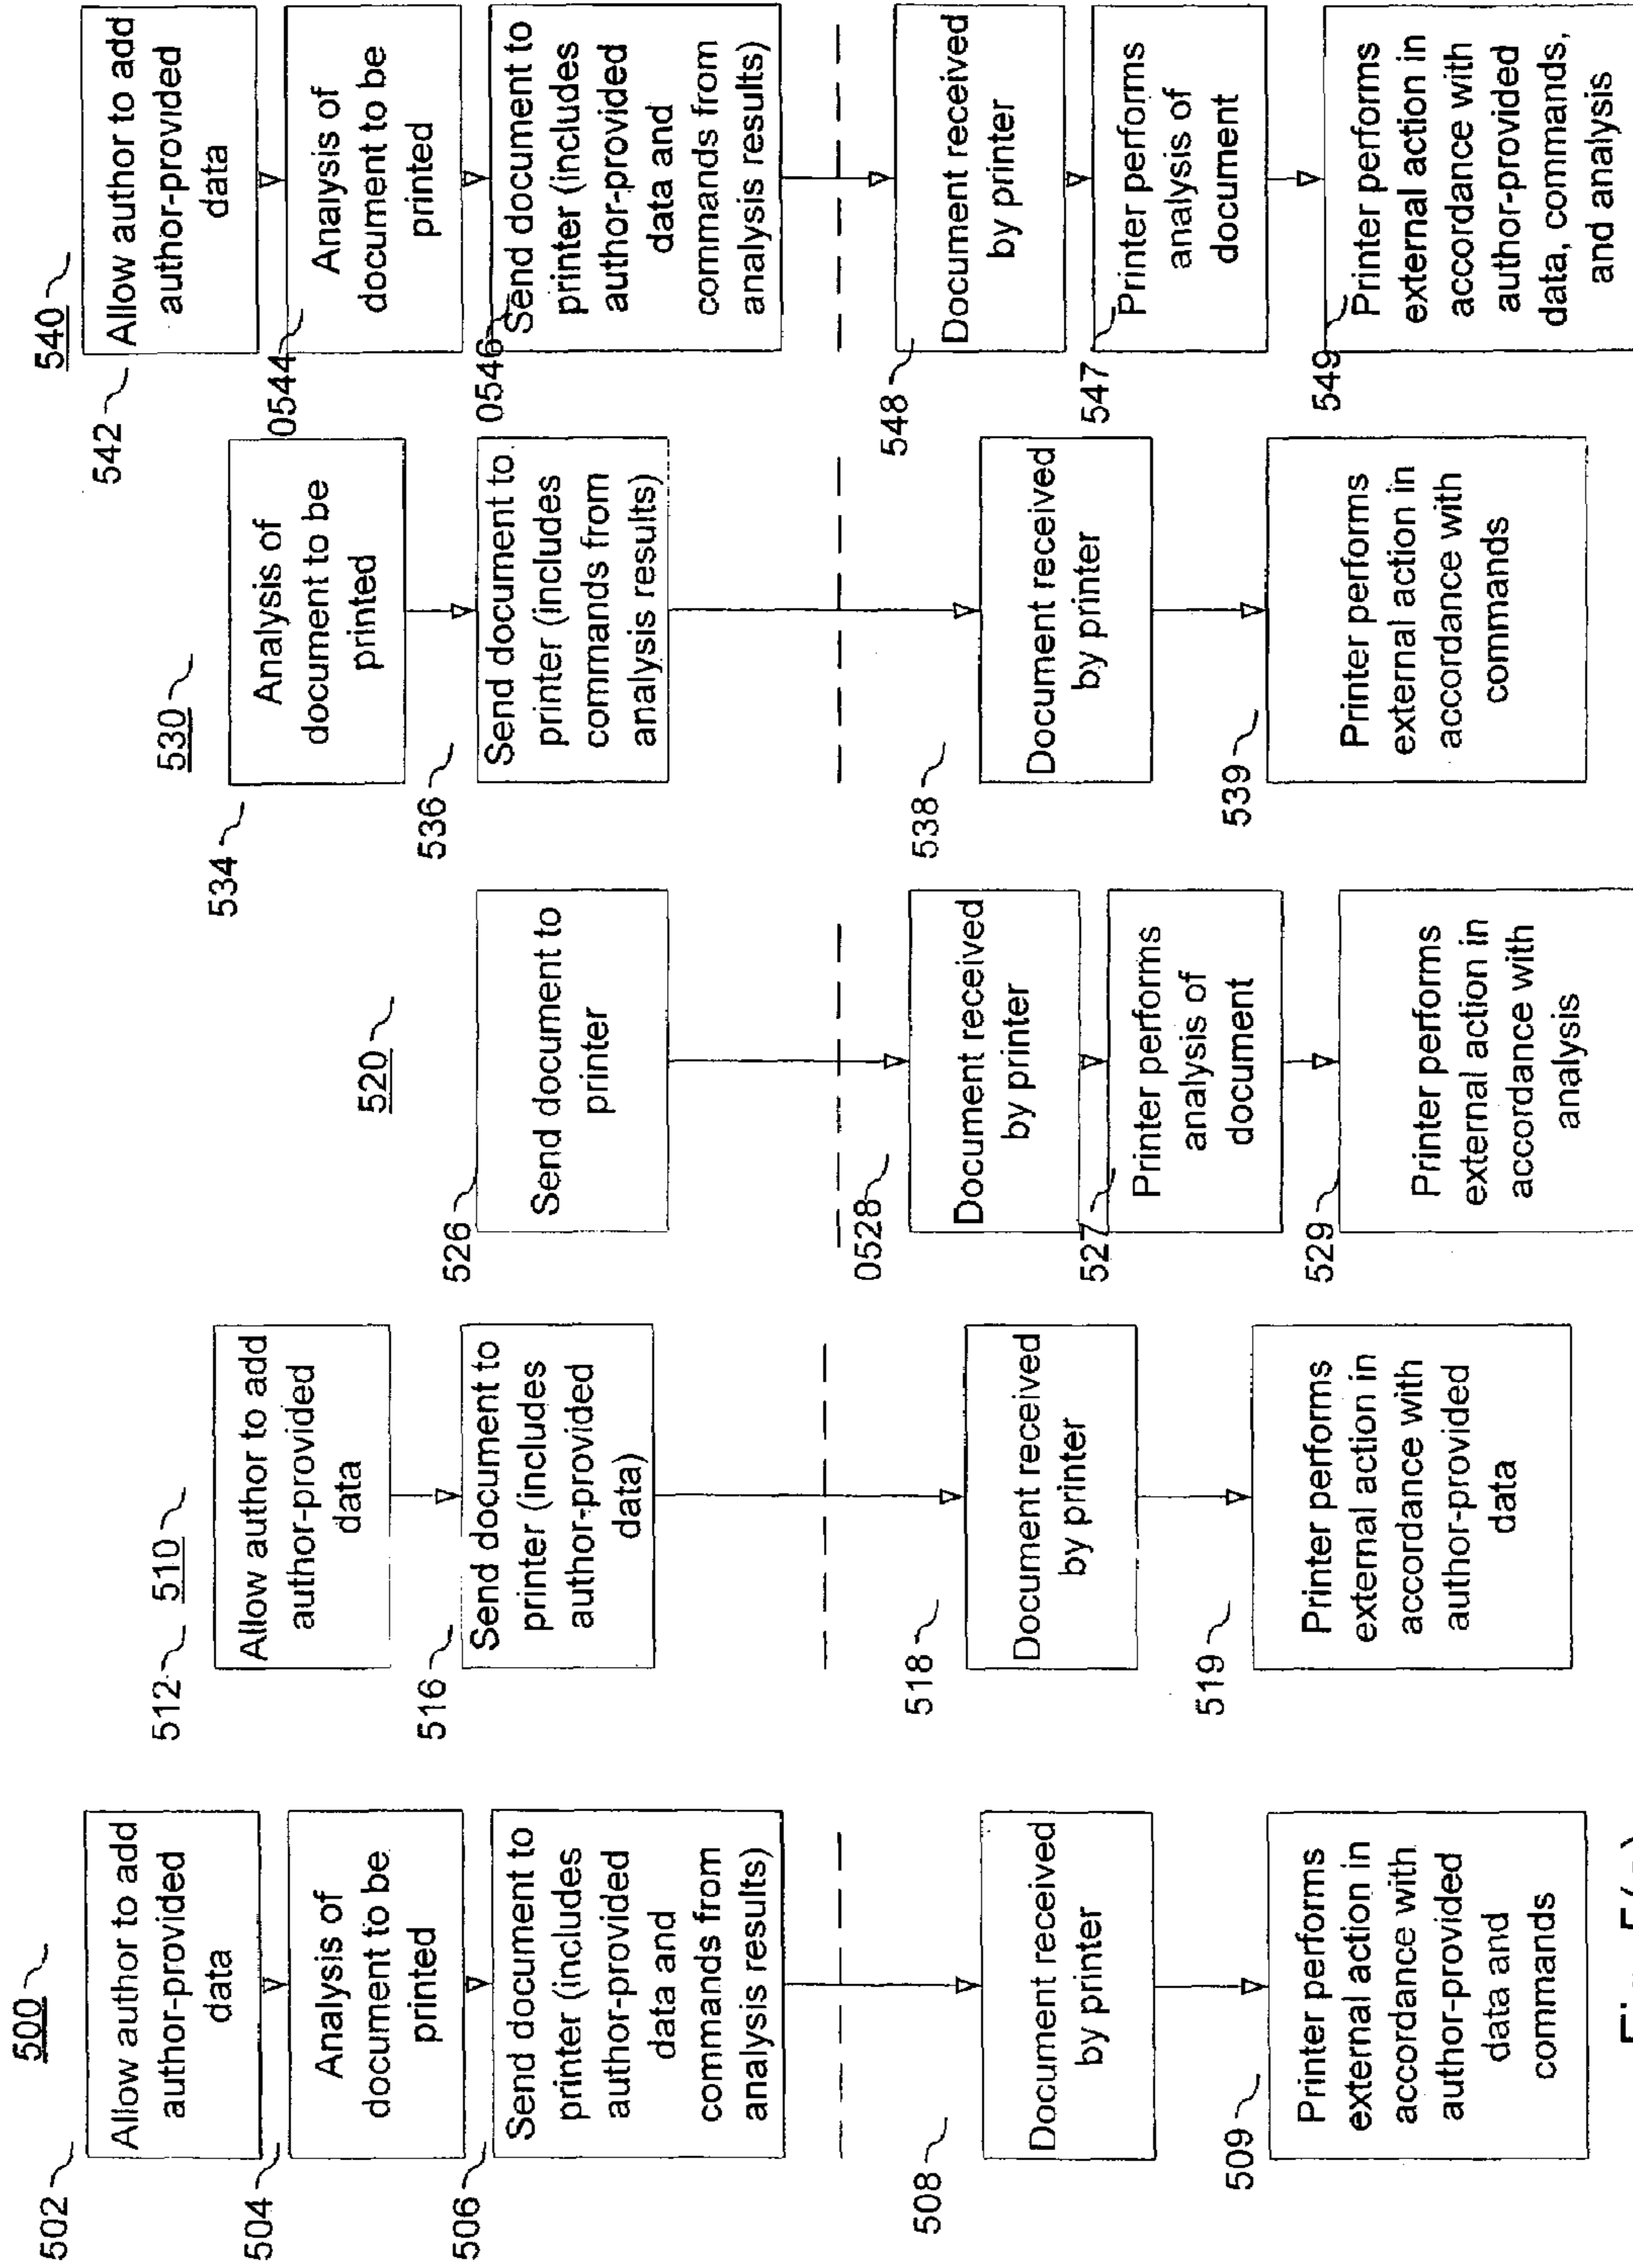 500
502
Allow author to add
author-provided
data
504
Analysis of
document to be
printed
506
Send document to
printer (includes
author-provided
data and
commands from
analysis results)
508
Document received
by printer
509
Printer performs
external action in
accordance with
author-provided
data and
commands
510
512
Allow author to add
author-provided
data
516
Send document to
printer (includes
author-provided
data)
518
Document received
by printer
519
Printer performs
external action in
accordance with
author-provided
data
520
526
Send document to
printer
0528
Document received
by printer
527
Printer performs
analysis of
document
529
Printer performs
external action in
accordance with
analysis
530
534
Analysis of
document to be
printed
536
Send document to
printer (includes
commands from
analysis results)
538
Document received
by printer
539
Printer performs
external action in
accordance with
commands
540
542
Allow author to add
author-provided
data
0544
Analysis of
document to be
printed
0546
Send document to
printer (includes
author-provided
data and
commands from
analysis results)
548
Document received
by printer
547
Printer performs
analysis of
document
549
Printer performs
external action in
accordance with
author-provided
data, commands,
and analysis